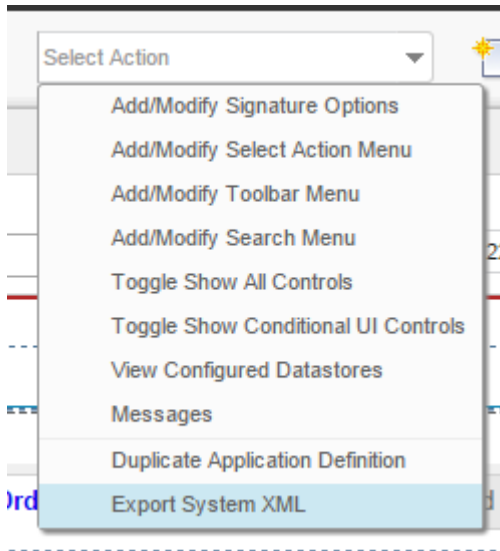 Select Action
Add/Modify Signature Options
Add/Modify Select Action Menu
Add/Modify Toolbar Menu
Add/Modify Search Menu
Toggle Show All Controls
Toggle Show Conditional UI Controls
View Configured Datastores
Messages
Duplicate Application Definition
Export System XML